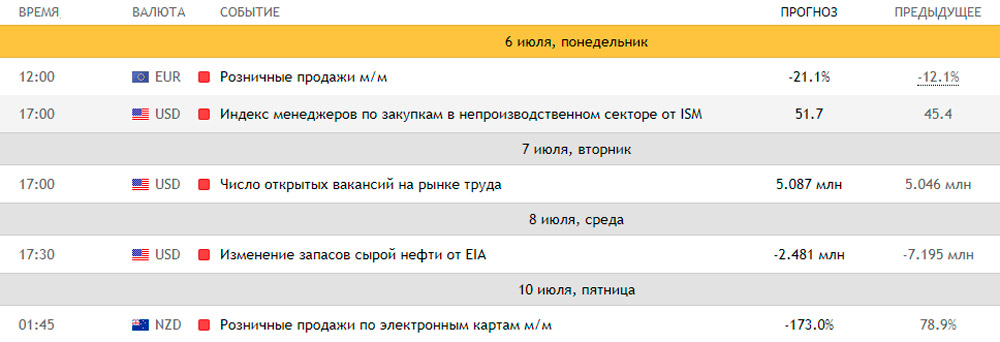 ВРЕМЯ ВАЛЮТА СОБЫТИЕ ПРОГНОЗ ПРЕДЫДУЩЕЕ
6 июля, понедельник
12:00 EUR Розничные продажи м/м -21.1% -12.1%
17:00 USD Индекс менеджеров по закупкам в непроизводственном секторе от ISM 51.7 45.4
7 июля, вторник
17:00 USD Число открытых вакансий на рынке труда 5.087 млн 5.046 млн
8 июля, среда
17:30 USD Изменение запасов сырой нефти от EIA -2.481 млн -7.195 млн
10 июля, пятница
01:45 NZD Розничные продажи по электронным картам м/м -173.0% 78.9%